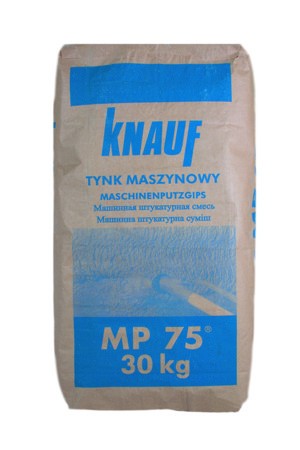 KNAUF
TYNK MASZYNOWY
MASCHINENPUTZGIPS
Машинная штукатурная смесь
Машинна штукатурна суміш
MP 75®
30 kg